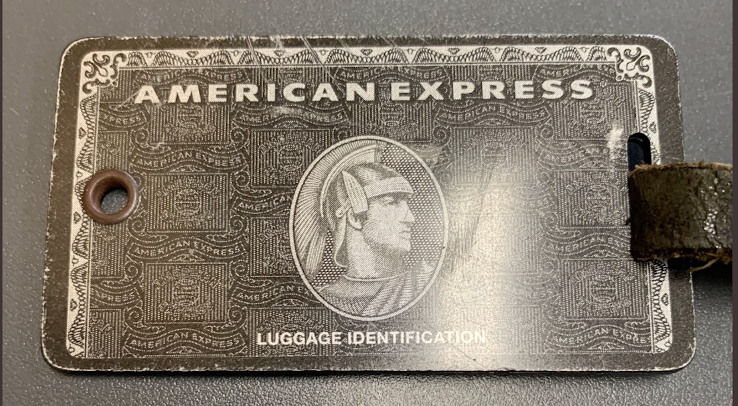 AMERICAN EXPRESS
LUGGAGE IDENTIFICATION